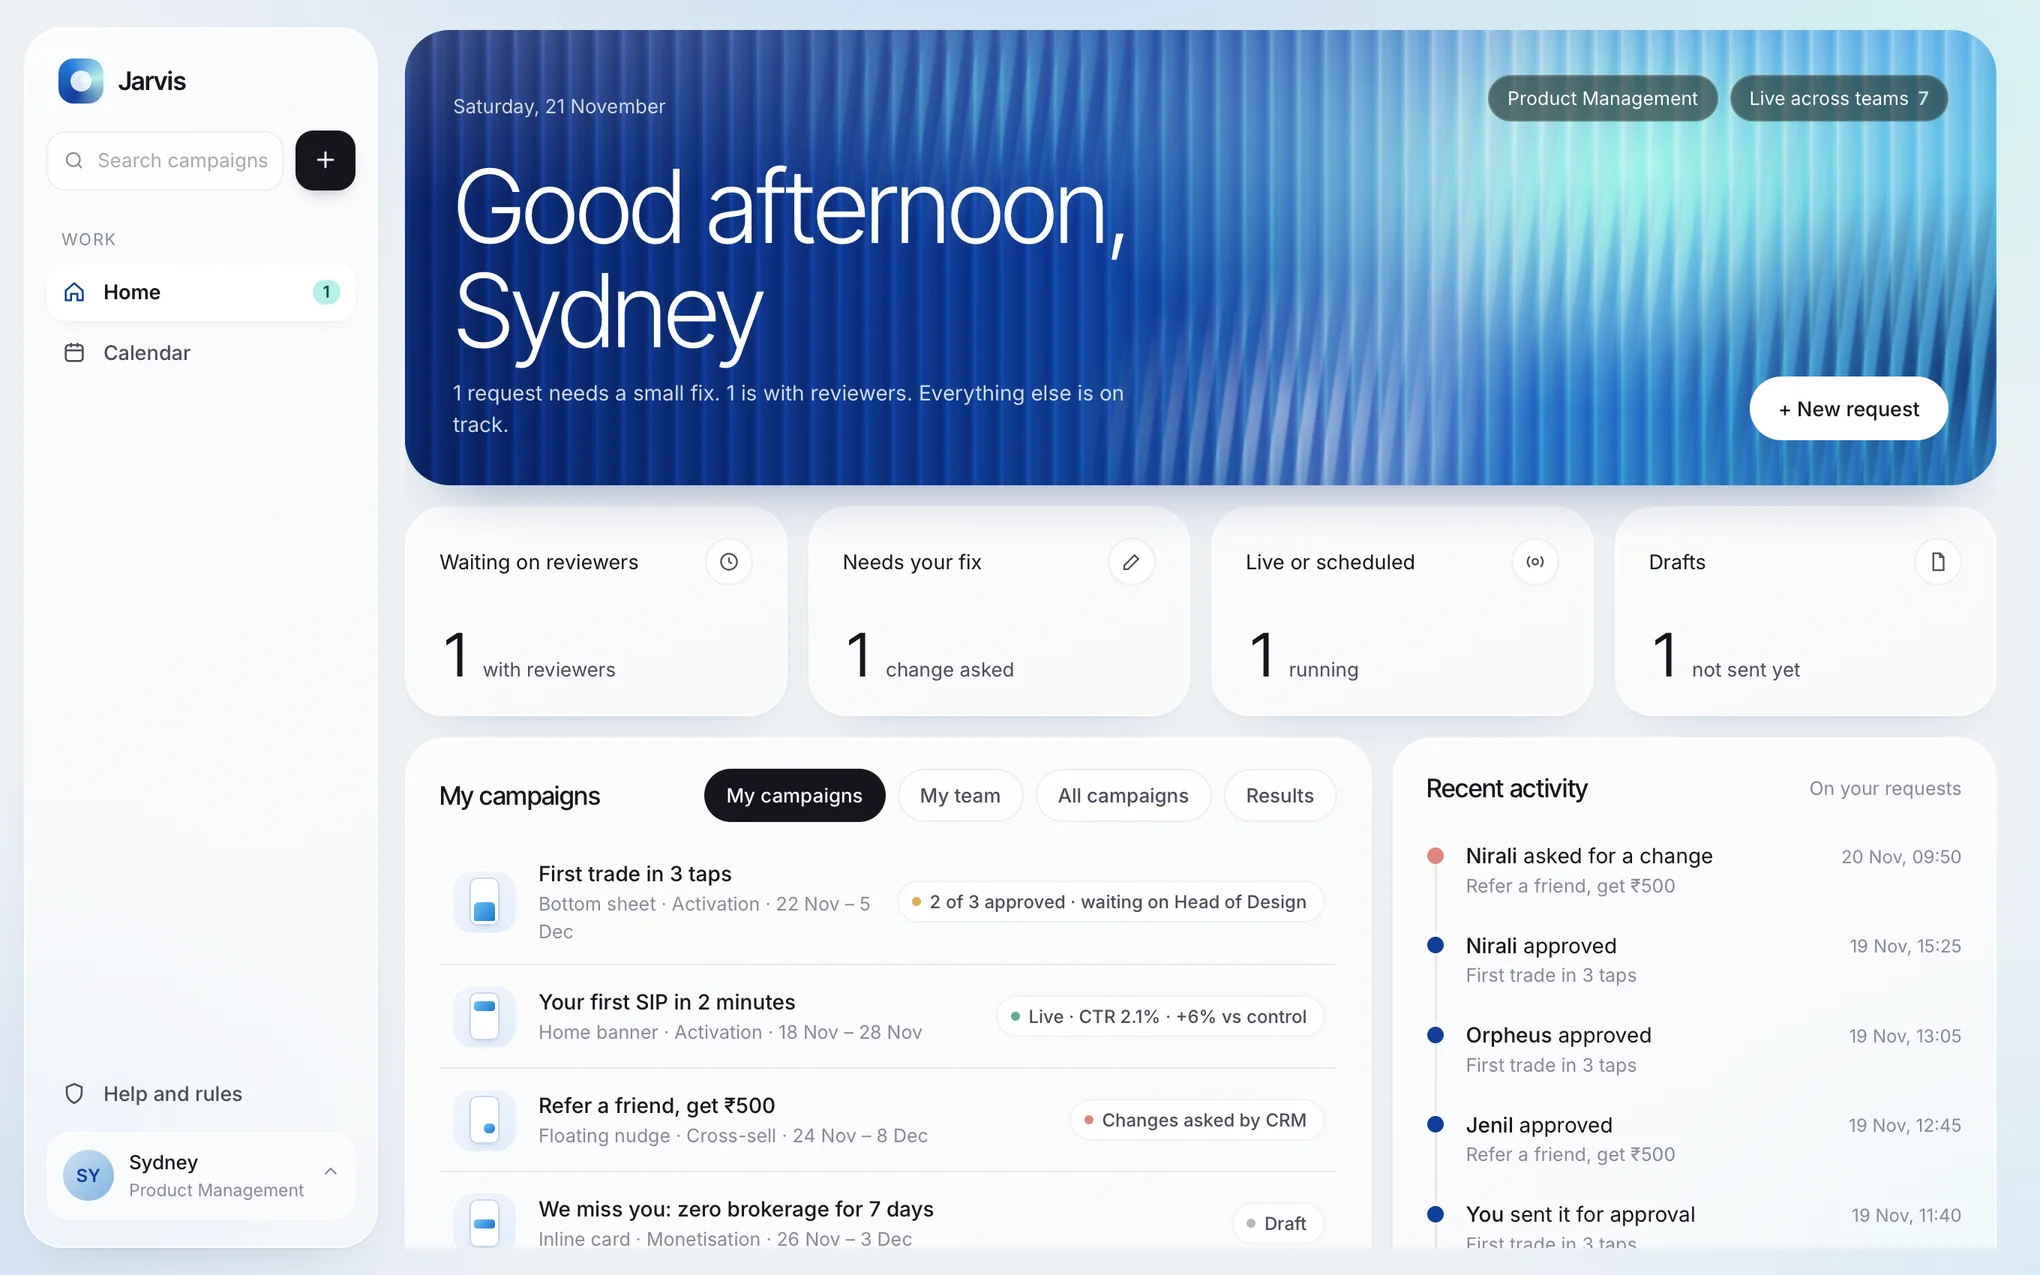 Jarvis
Search campaigns
+
WORK
Home
1
Calendar
Help and rules
SY
Sydney
Product Management
Saturday, 21 November
Product Management
Live across teams 7
Good afternoon,
Sydney
1 request needs a small fix. 1 is with reviewers. Everything else is on
track.
+ New request
Waiting on reviewers
1 with reviewers
Needs your fix
1 change asked
Live or scheduled
1 running
Drafts
1 not sent yet
My campaigns
My campaigns
My team
All campaigns
Results
First trade in 3 taps
Bottom sheet · Activation · 22 Nov – 5
Dec
2 of 3 approved · waiting on Head of Design
Your first SIP in 2 minutes
Home banner · Activation · 18 Nov – 28 Nov
Live · CTR 2.1% · +6% vs control
Refer a friend, get ₹500
Floating nudge · Cross-sell · 24 Nov – 8 Dec
Changes asked by CRM
We miss you: zero brokerage for 7 days
Inline card · Monetisation · 26 Nov – 3 Dec
Draft
Recent activity
On your requests
Nirali asked for a change
20 Nov, 09:50
Refer a friend, get ₹500
Nirali approved
19 Nov, 15:25
First trade in 3 taps
Orpheus approved
19 Nov, 13:05
First trade in 3 taps
Jenil approved
19 Nov, 12:45
Refer a friend, get ₹500
You sent it for approval
19 Nov, 11:40
First trade in 3 taps